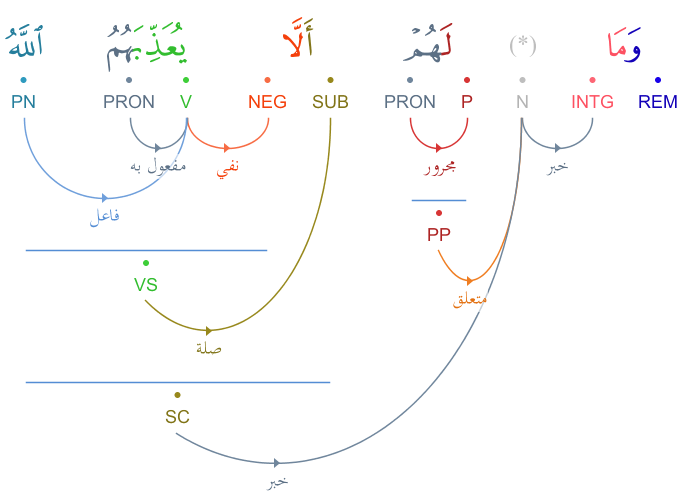 وَمَا (*) لَهُمْ أَلَّا يُعَذِّبَهُمُ ٱللَّهُ
REM INTG N P PRON SUB NEG V PRON PN
خبر مجرور نفي مفعول به
فاعل
PP
متعلق
VS
صلة
SC
خبر